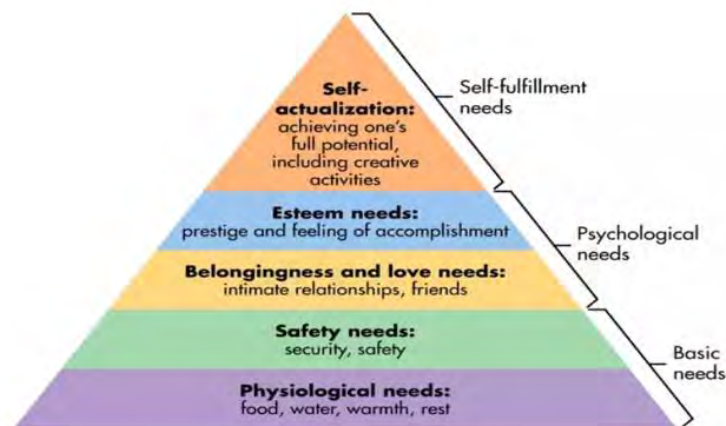 Self-
actualization:
achieving one's
full potential,
including creative
activities
Self-fulfillment
needs
Esteem needs:
prestige and feeling of accomplishment
Belongingness and love needs:
intimate relationships, friends
Psychological
needs
Safety needs:
security, safety
Physiological needs:
food, water, warmth, rest
Basic
needs